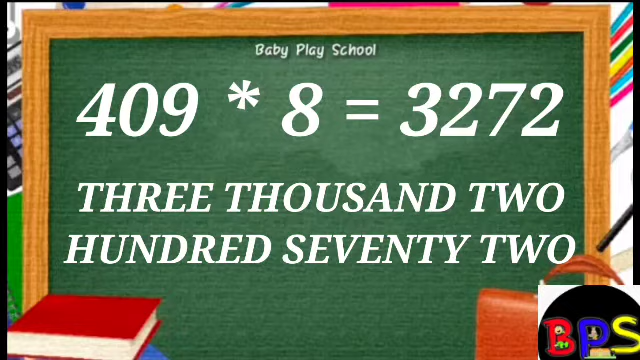 Baby Play School
409 * 8 = 3272
THREE THOUSAND TWO
HUNDRED SEVENTY TWO
BPS